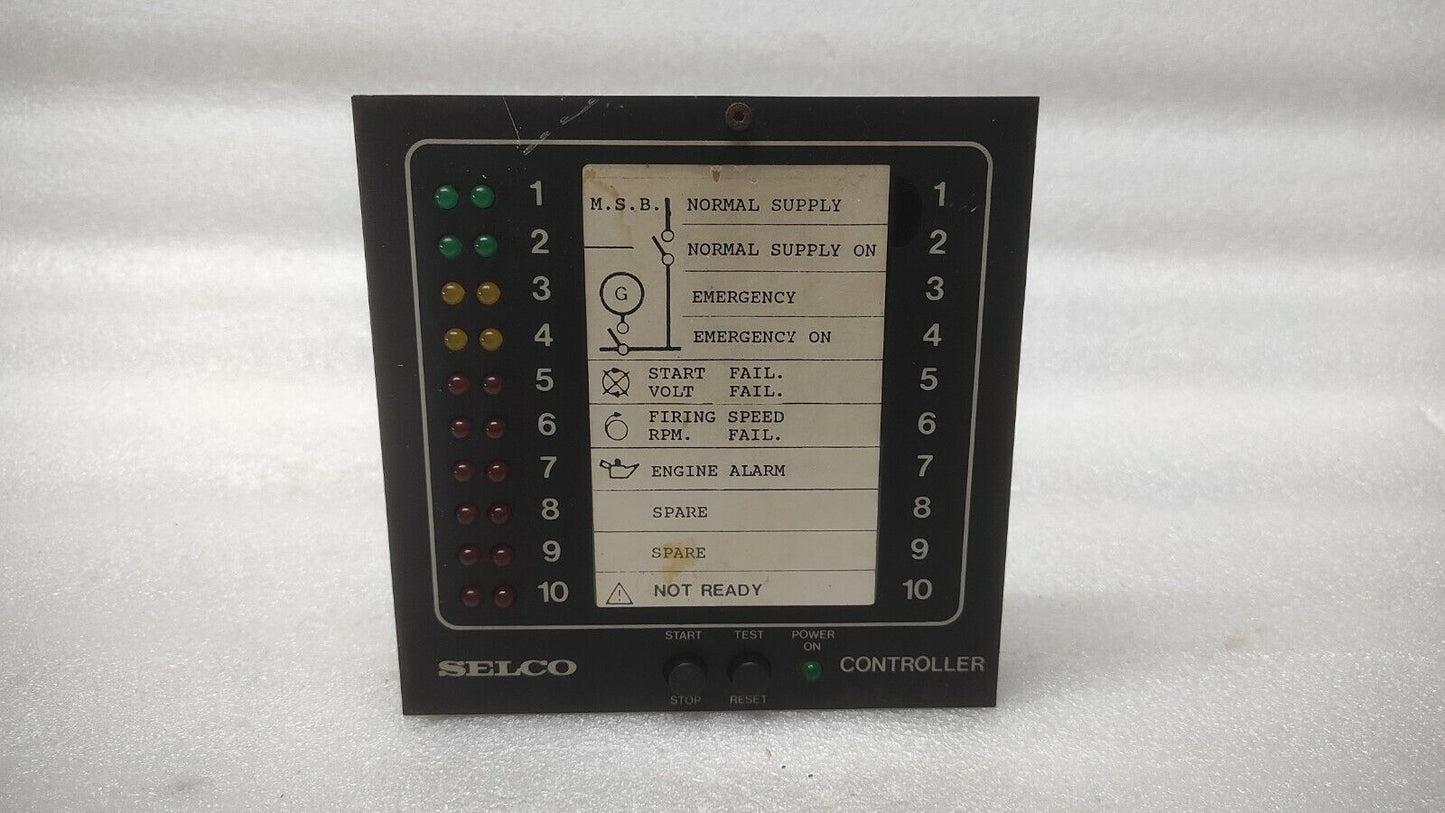 1 M.S.B. NORMAL SUPPLY 1
2 NORMAL SUPPLY ON 2
3 G EMERGENCY 3
4 EMERGENCY ON 4
5 START FAIL. 5
VOLT FAIL.
6 FIRING SPEED 6
RPM. FAIL.
7 ENGINE ALARM 7
8 SPARE 8
9 SPARE 9
10 ! NOT READY 10
START TEST POWER
ON
SELCO CONTROLLER
STOP RESET